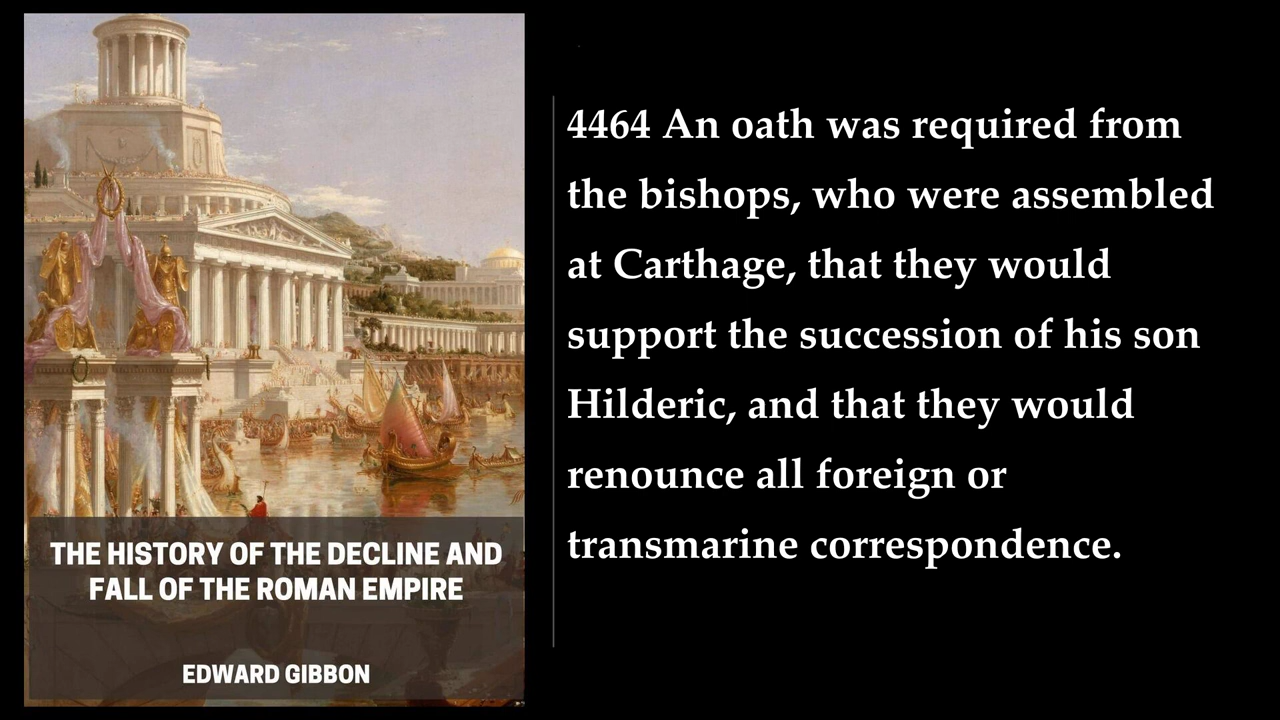 THE HISTORY OF THE DECLINE AND
FALL OF THE ROMAN EMPIRE
EDWARD GIBBON
4464 An oath was required from
the bishops, who were assembled
at Carthage, that they would
support the succession of his son
Hilderic, and that they would
renounce all foreign or
transmarine correspondence.